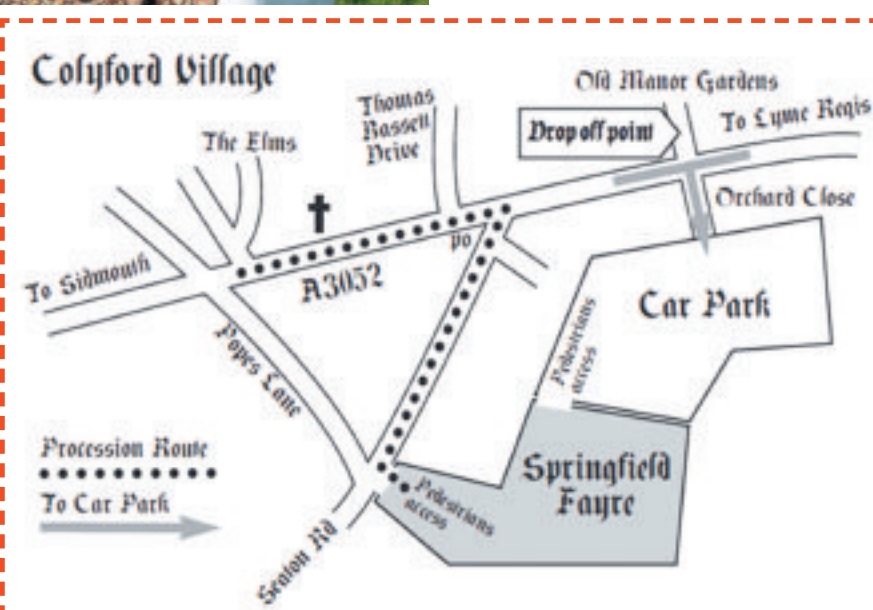 Colyford Village
Old Manor Gardens
Thomas
Bassett
Drive
Drop off point
To Lyme Regis
The Elms
Orchard Close
po
To Sidmouth
A3052
Car Park
Pedestrians
access
Popes Lane
Procession Route
To Car Park
Springfield
Fayre
Pedestrians
access
Seaton Rd